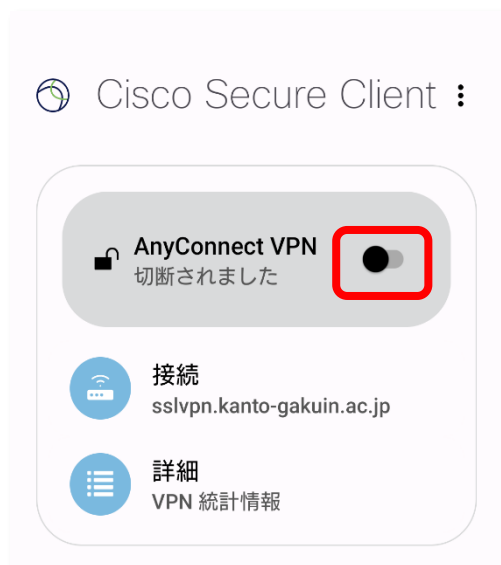 Cisco Secure Client
AnyConnect VPN
切断されました
接続
sslvpn.kanto-gakuin.ac.jp
詳細
VPN 統計情報